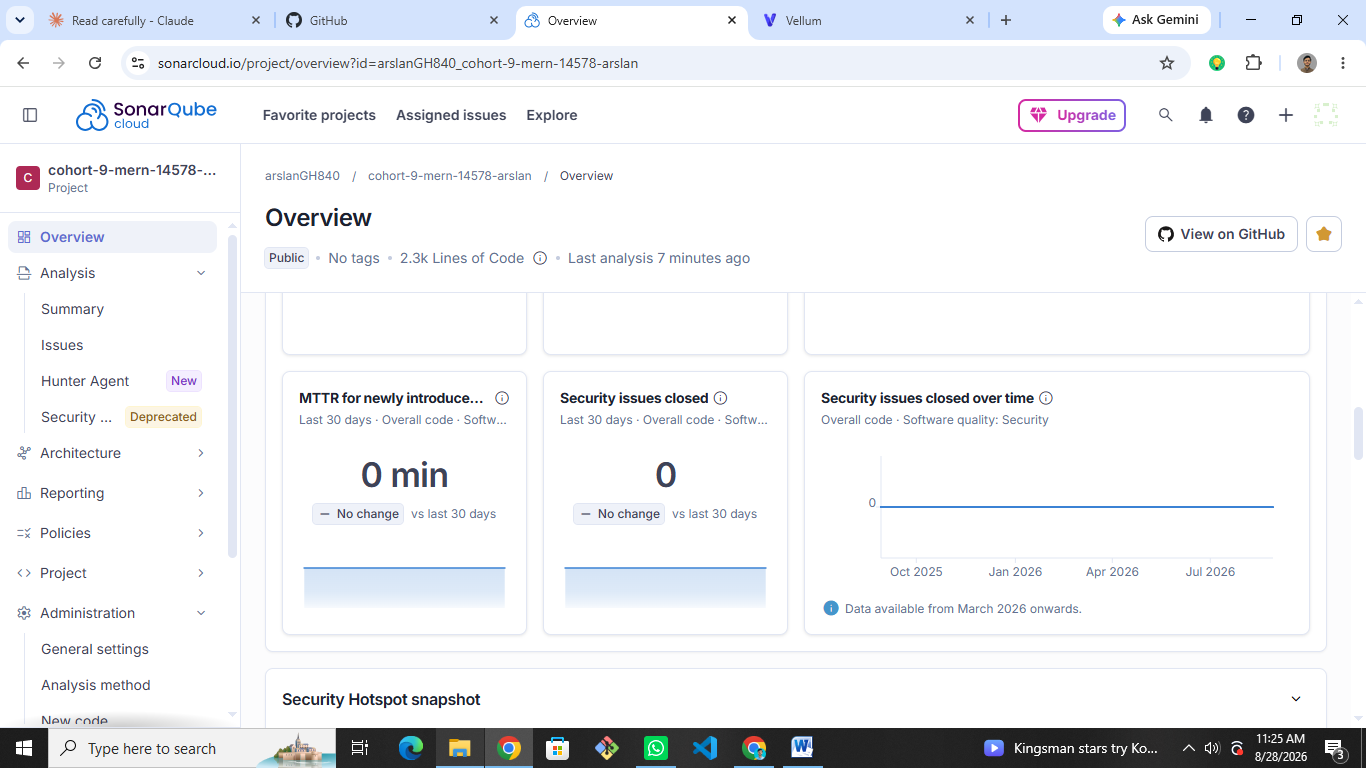 Read carefully - Claude
GitHub
Overview
Vellum
Ask Gemini
sonarcloud.io/project/overview?id=arslanGH840_cohort-9-mern-14578-arslan
SonarQube
cloud
Favorite projects
Assigned issues
Explore
Upgrade
C
cohort-9-mern-14578-...
Project
Overview
Analysis
Summary
Issues
Hunter Agent New
Security ... Deprecated
Architecture
Reporting
Policies
Project
Administration
General settings
Analysis method
New code
arslanGH840 / cohort-9-mern-14578-arslan / Overview
Overview
Public • No tags • 2.3k Lines of Code • Last analysis 7 minutes ago
View on GitHub
MTTR for newly introduce...
Last 30 days · Overall code · Softw...
0 min
No change vs last 30 days
Security issues closed
Last 30 days · Overall code · Softw...
0
No change vs last 30 days
Security issues closed over time
Overall code · Software quality: Security
0
Oct 2025 Jan 2026 Apr 2026 Jul 2026
Data available from March 2026 onwards.
Security Hotspot snapshot
Type here to search
Kingsman stars try Ko...
11:25 AM
8/28/2026
3